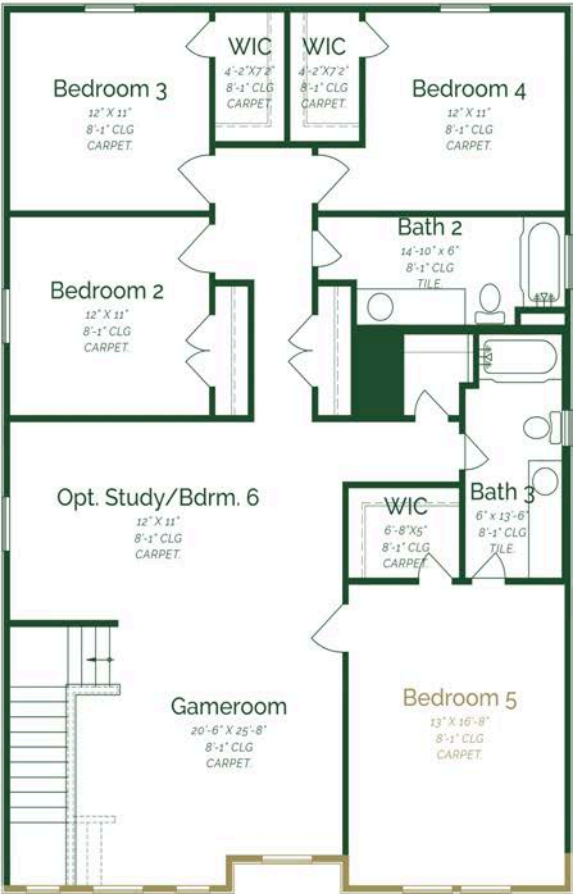 Bedroom 3
12" X 11"
8'-1" CLG
CARPET.
WIC
4'-2"X7'2"
8'-1" CLG
CARPET.
WIC
4'-2"X7'2"
8'-1" CLG
CARPET.
Bedroom 4
12" X 11"
8'-1" CLG
CARPET.
Bedroom 2
12" X 11"
8'-1" CLG
CARPET.
Bath 2
14'-10" x 6"
8'-1" CLG
TILE.
Opt. Study/Bdrm. 6
12" X 11"
8'-1" CLG
CARPET.
WIC
6'-8"X5"
8'-1" CLG
CARPET.
Bath 3
6" x 13'-6"
8'-1" CLG
TILE.
Gameroom
20'-6" X 25'-8"
8'-1" CLG
CARPET.
Bedroom 5
13" X 16'-8"
8'-1" CLG
CARPET.